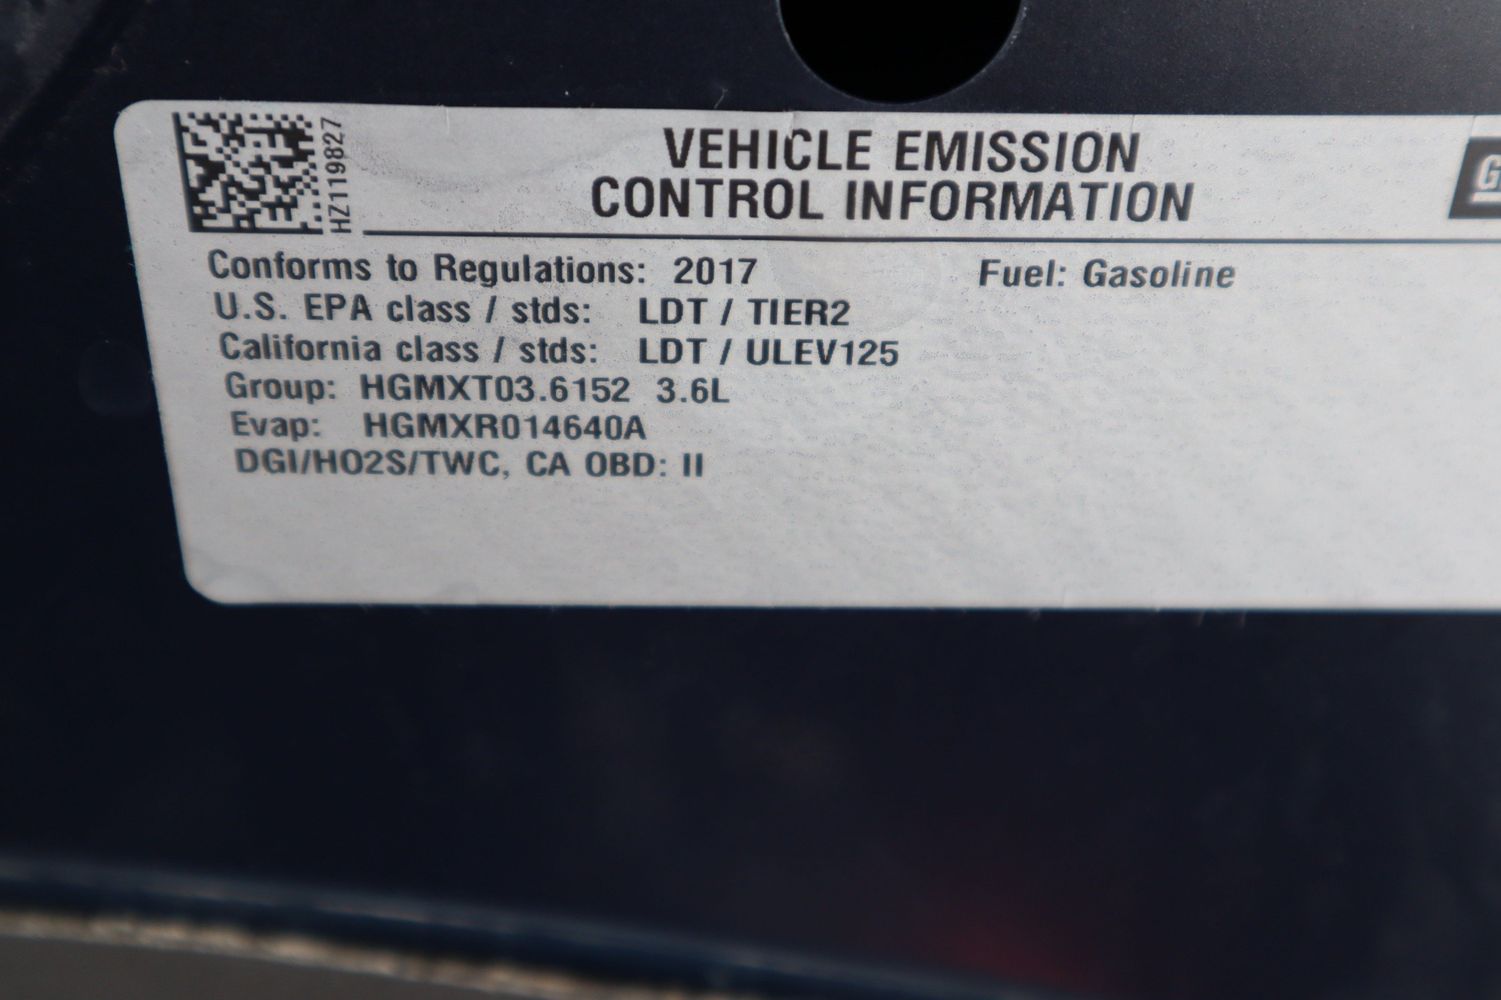 HZ119827
VEHICLE EMISSION
CONTROL INFORMATION
Conforms to Regulations: 2017 Fuel: Gasoline
U.S. EPA class / stds: LDT / TIER2
California class / stds: LDT / ULEV125
Group: HGMXT03.6152 3.6L
Evap: HGMXR014640A
DGI/HO2S/TWC, CA OBD: II